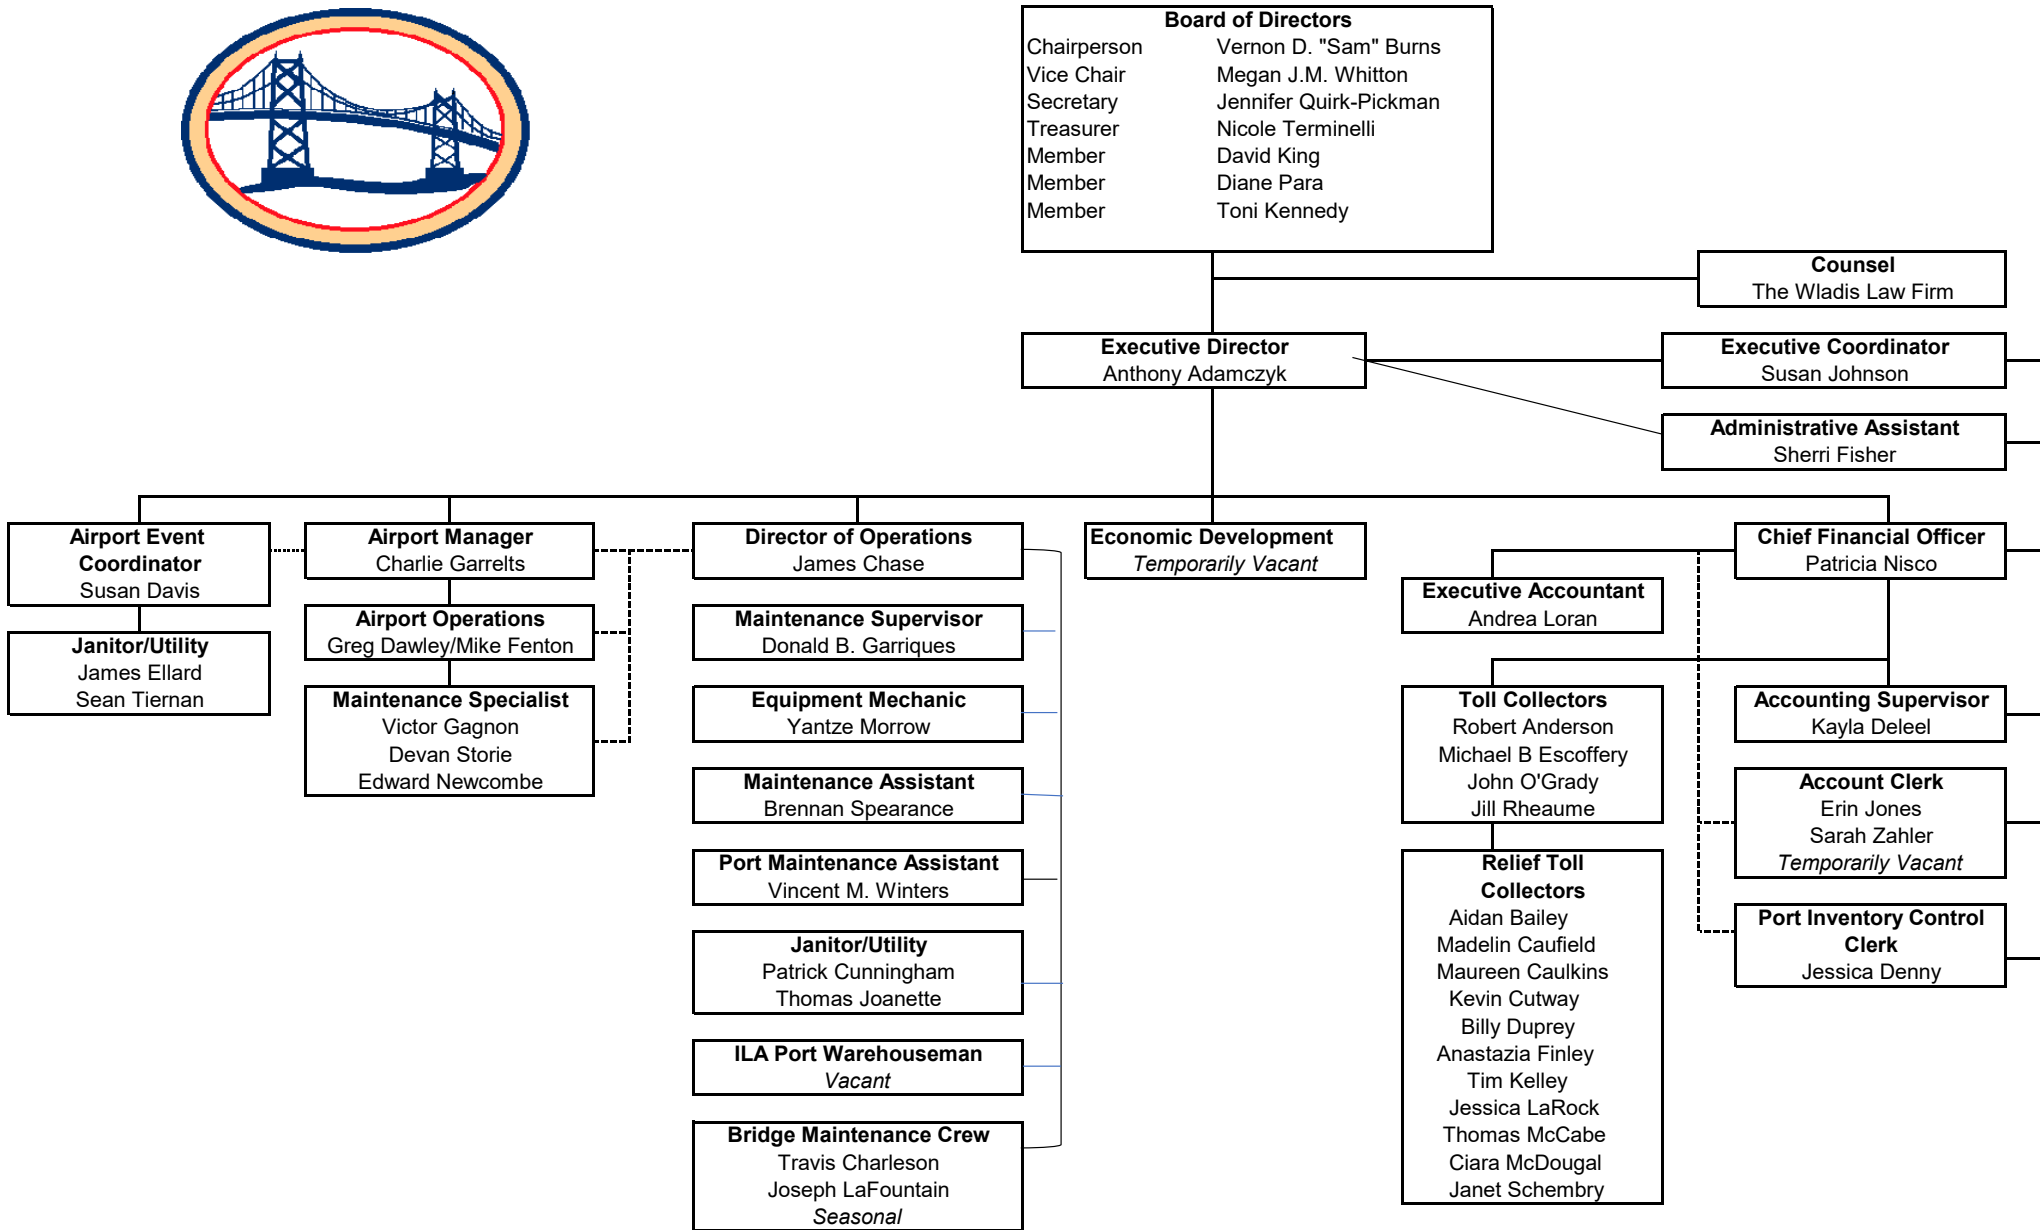 Board of Directors
Chairperson Vernon D. "Sam" Burns
Vice Chair Megan J.M. Whitton
Secretary Jennifer Quirk-Pickman
Treasurer Nicole Terminelli
Member David King
Member Diane Para
Member Toni Kennedy
Counsel
The Wladis Law Firm
Executive Director
Anthony Adamczyk
Executive Coordinator
Susan Johnson
Administrative Assistant
Sherri Fisher
Airport Event
Coordinator
Susan Davis
Janitor/Utility
James Ellard
Sean Tiernan
Airport Manager
Charlie Garrelts
Airport Operations
Greg Dawley/Mike Fenton
Maintenance Specialist
Victor Gagnon
Devan Storie
Edward Newcombe
Director of Operations
James Chase
Maintenance Supervisor
Donald B. Garriques
Equipment Mechanic
Yantze Morrow
Maintenance Assistant
Brennan Spearance
Port Maintenance Assistant
Vincent M. Winters
Janitor/Utility
Patrick Cunningham
Thomas Joanette
ILA Port Warehouseman
Vacant
Bridge Maintenance Crew
Travis Charleson
Joseph LaFountain
Seasonal
Economic Development
Temporarily Vacant
Chief Financial Officer
Patricia Nisco
Executive Accountant
Andrea Loran
Toll Collectors
Robert Anderson
Michael B Escoffery
John O'Grady
Jill Rheaume
Relief Toll
Collectors
Aidan Bailey
Madelin Caufield
Maureen Caulkins
Kevin Cutway
Billy Duprey
Anastazia Finley
Tim Kelley
Jessica LaRock
Thomas McCabe
Ciara McDougal
Janet Schembry
Accounting Supervisor
Kayla Deleel
Account Clerk
Erin Jones
Sarah Zahler
Temporarily Vacant
Port Inventory Control
Clerk
Jessica Denny